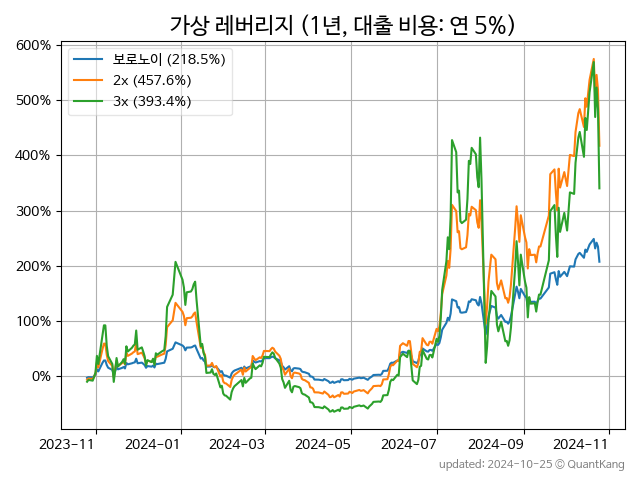 가상 레버리지 (1년, 대출 비용: 연 5%)
600%
500%
400%
300%
200%
100%
0%
보로노이 (218.5%)
2x (457.6%)
3x (393.4%)
2023-11 2024-01 2024-03 2024-05 2024-07 2024-09 2024-11
updated: 2024-10-25 © QuantKang